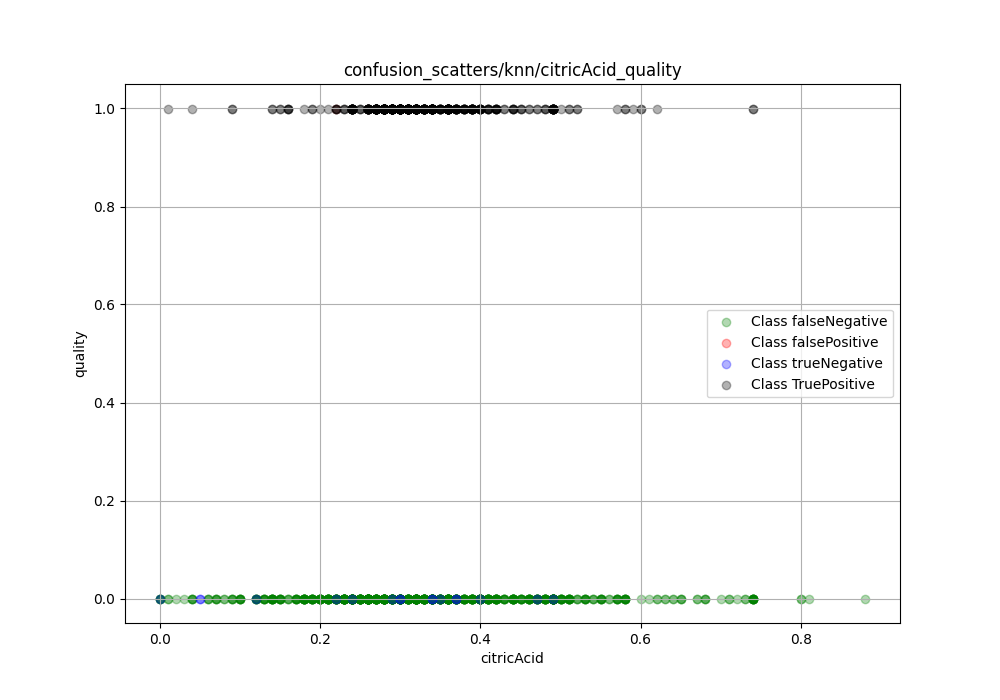 confusion_scatters/knn/citricAcid_quality
1.0
0.8
0.6
0.4
0.2
0.0
quality
Class falseNegative
Class falsePositive
Class trueNegative
Class TruePositive
0.0 0.2 0.4 0.6 0.8
citricAcid